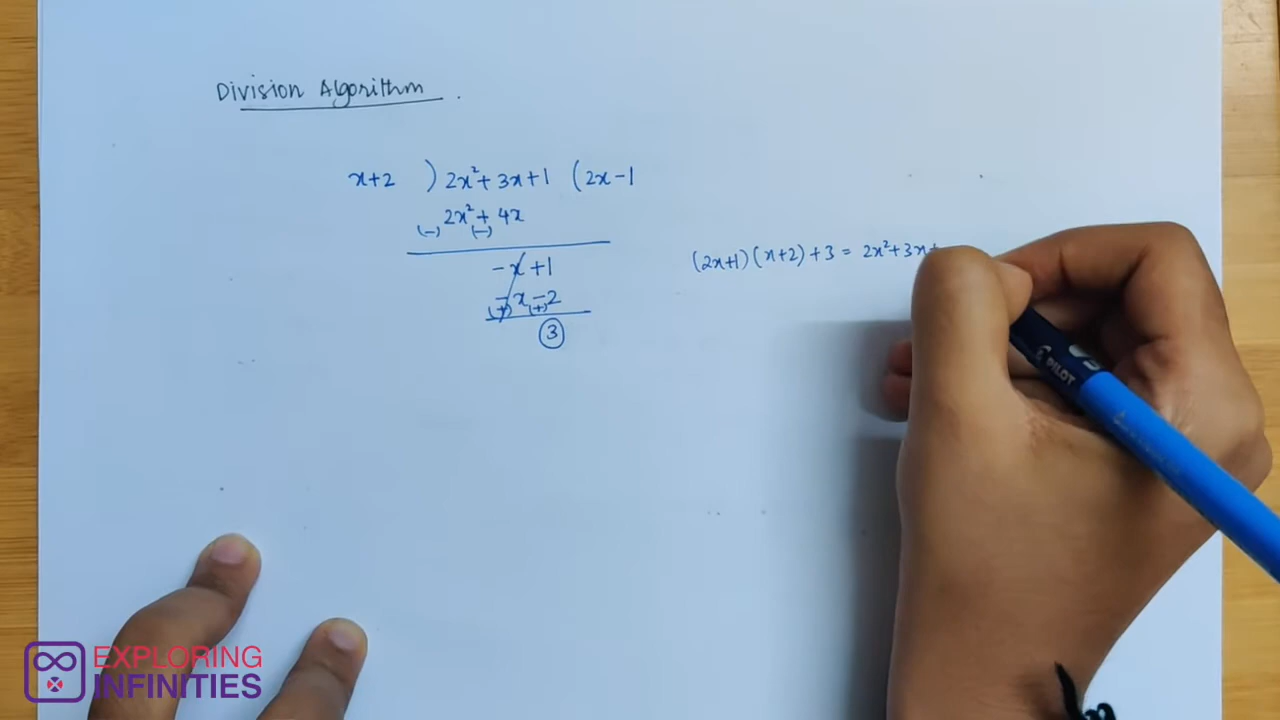 Division Algorithm .
x+2 ) 2x²+ 3x+1 (2x-1
2x²+ 4x
(-) (-)
-x+1
-x-2
(+) (+)
3
(2x+1)(x+2)+3 = 2x²+3x+
PILOT
EXPLORING
INFINITIES